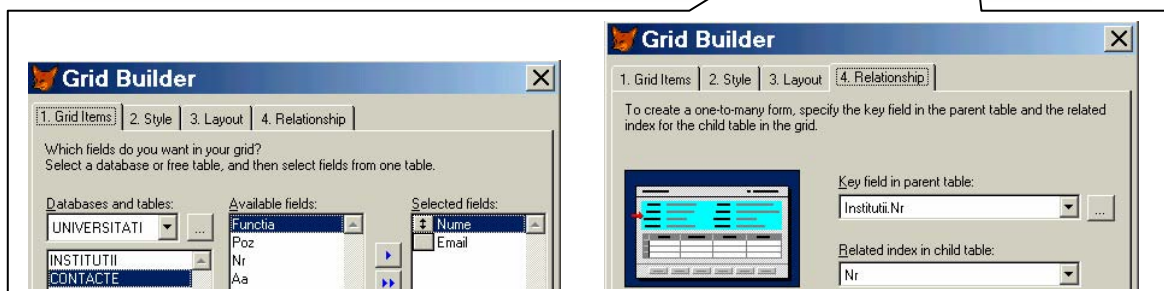 Grid Builder
1. Grid Items 2. Style 3. Layout 4. Relationship
Which fields do you want in your grid?
Select a database or free table, and then select fields from one table.
Databases and tables: Available fields: Selected fields:
UNIVERSITATI ... Functia Nume
Poz Email
INSTITUTII Nr
CONTACTE Aa
Grid Builder
1. Grid Items 2. Style 3. Layout 4. Relationship
To create a one-to-many form, specify the key field in the parent table and the related
index for the child table in the grid.
Key field in parent table:
Institutii.Nr ...
Related index in child table:
Nr